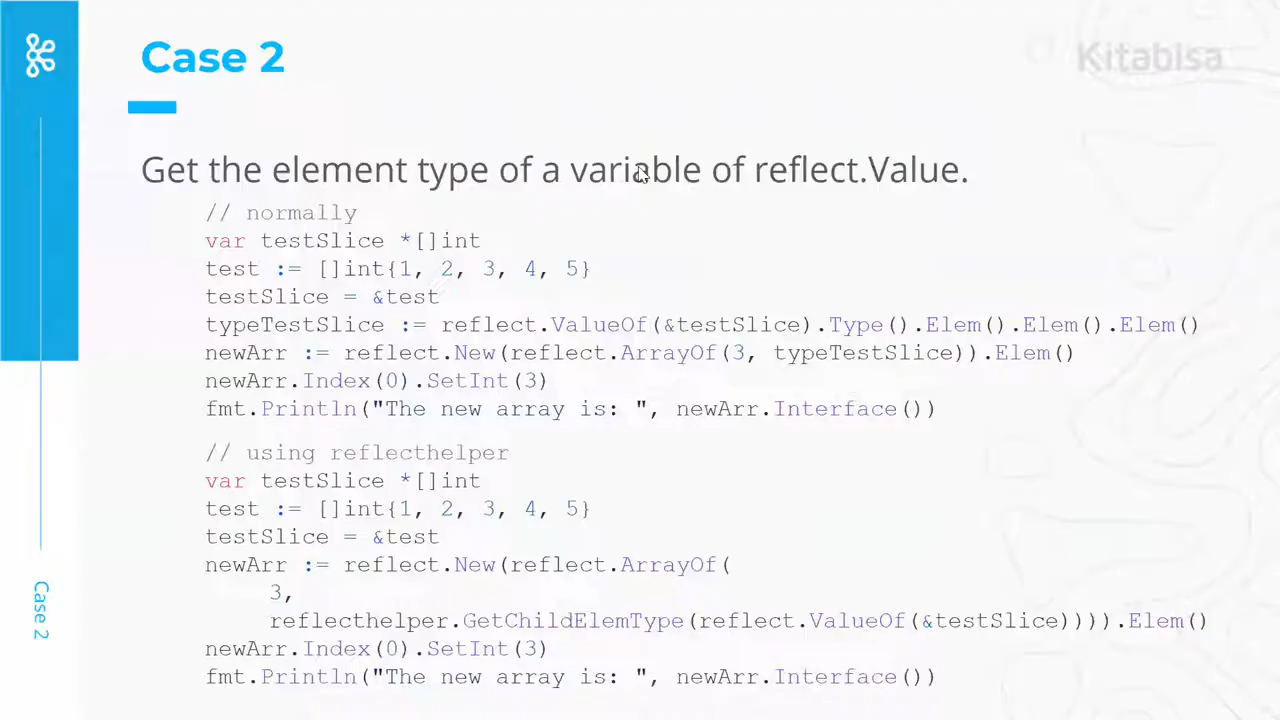 Case 2
Kitabisa
Get the element type of a variable of reflect.Value.
// normally
var testSlice *[]int
test := []int{1, 2, 3, 4, 5}
testSlice = &test
typeTestSlice := reflect.ValueOf(&testSlice).Type().Elem().Elem().Elem()
newArr := reflect.New(reflect.ArrayOf(3, typeTestSlice)).Elem()
newArr.Index(0).SetInt(3)
fmt.Println("The new array is: ", newArr.Interface())
// using reflecthelper
var testSlice *[]int
test := []int{1, 2, 3, 4, 5}
testSlice = &test
newArr := reflect.New(reflect.ArrayOf(
3,
reflecthelper.GetChildElemType(reflect.ValueOf(&testSlice)))).Elem()
newArr.Index(0).SetInt(3)
fmt.Println("The new array is: ", newArr.Interface())
Case 2